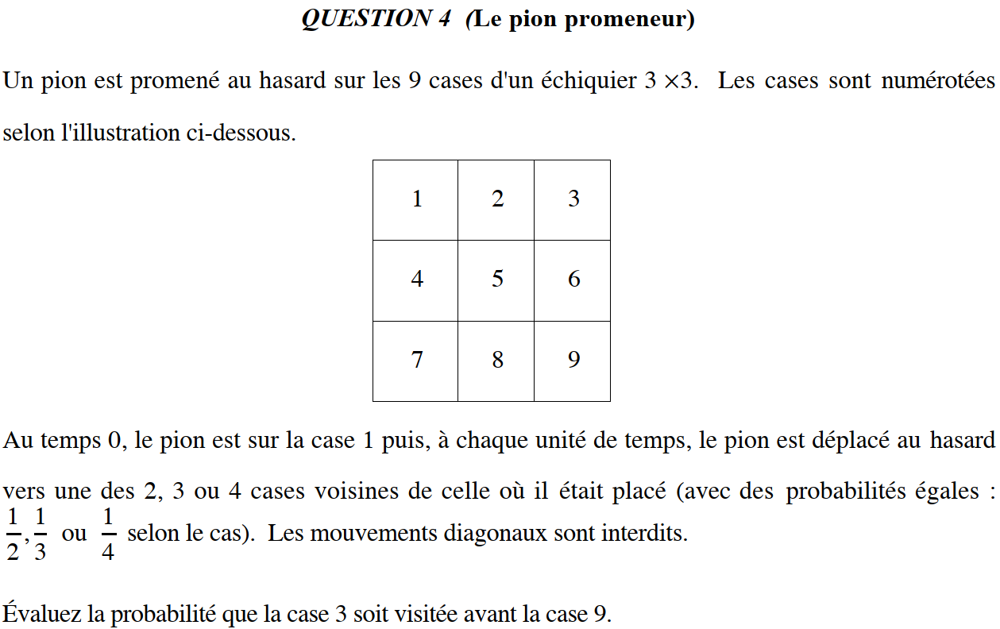 QUESTION 4 (Le pion promeneur)
Un pion est promené au hasard sur les 9 cases d'un échiquier 3 ×3. Les cases sont numérotées
selon l'illustration ci-dessous.
1 2 3
4 5 6
7 8 9
Au temps 0, le pion est sur la case 1 puis, à chaque unité de temps, le pion est déplacé au hasard
vers une des 2, 3 ou 4 cases voisines de celle où il était placé (avec des probabilités égales :
1/2, 1/3 ou 1/4 selon le cas). Les mouvements diagonaux sont interdits.
Évaluez la probabilité que la case 3 soit visitée avant la case 9.